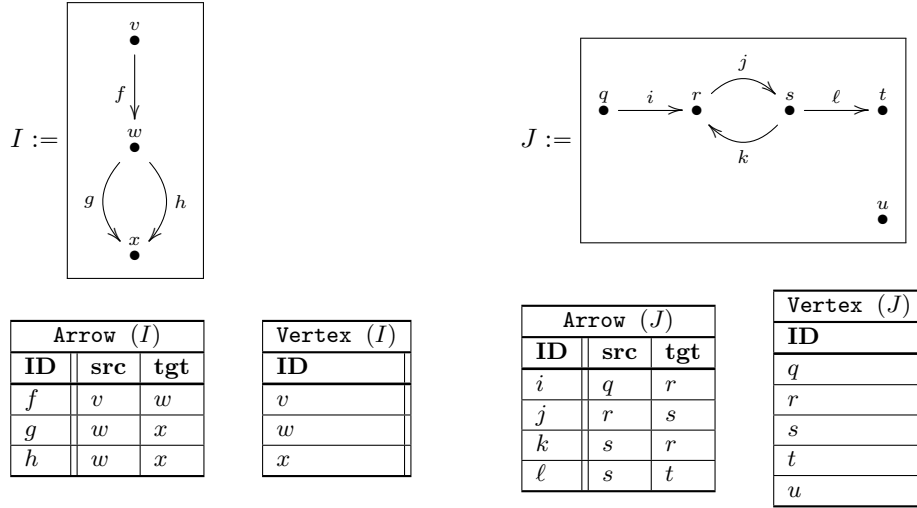 I :=
v
f
w
g h
x
J :=
q i r j s ℓ t
k
u
Arrow (I)
ID src tgt
f v w
g w x
h w x
Vertex (I)
ID
v
w
x
Arrow (J)
ID src tgt
i q r
j r s
k s r
ℓ s t
Vertex (J)
ID
q
r
s
t
u